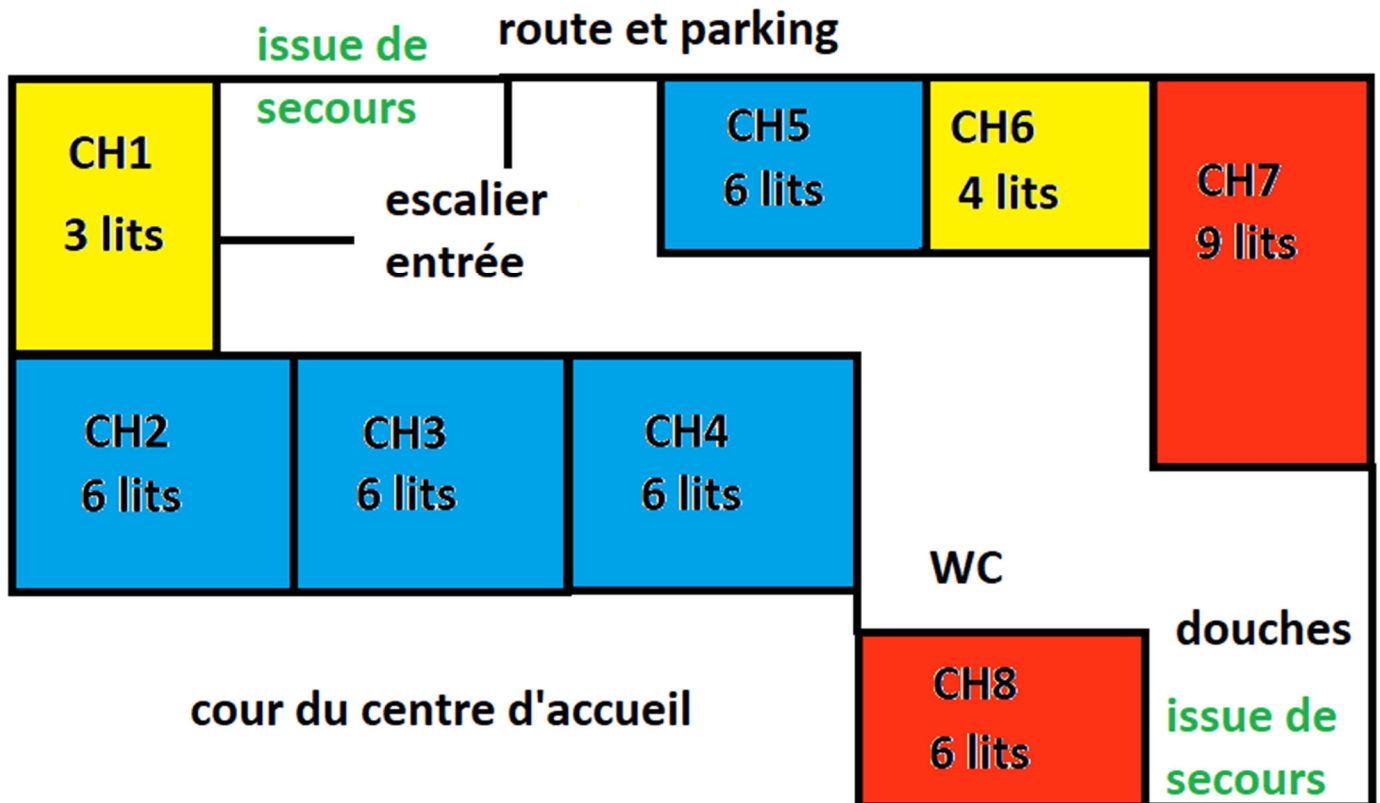 issue de
secours
route et parking
CH1
3 lits
escalier
entrée
CH5
6 lits
CH6
4 lits
CH7
9 lits
CH2
6 lits
CH3
6 lits
CH4
6 lits
WC
douches
cour du centre d'accueil
CH8
6 lits
issue de
secours